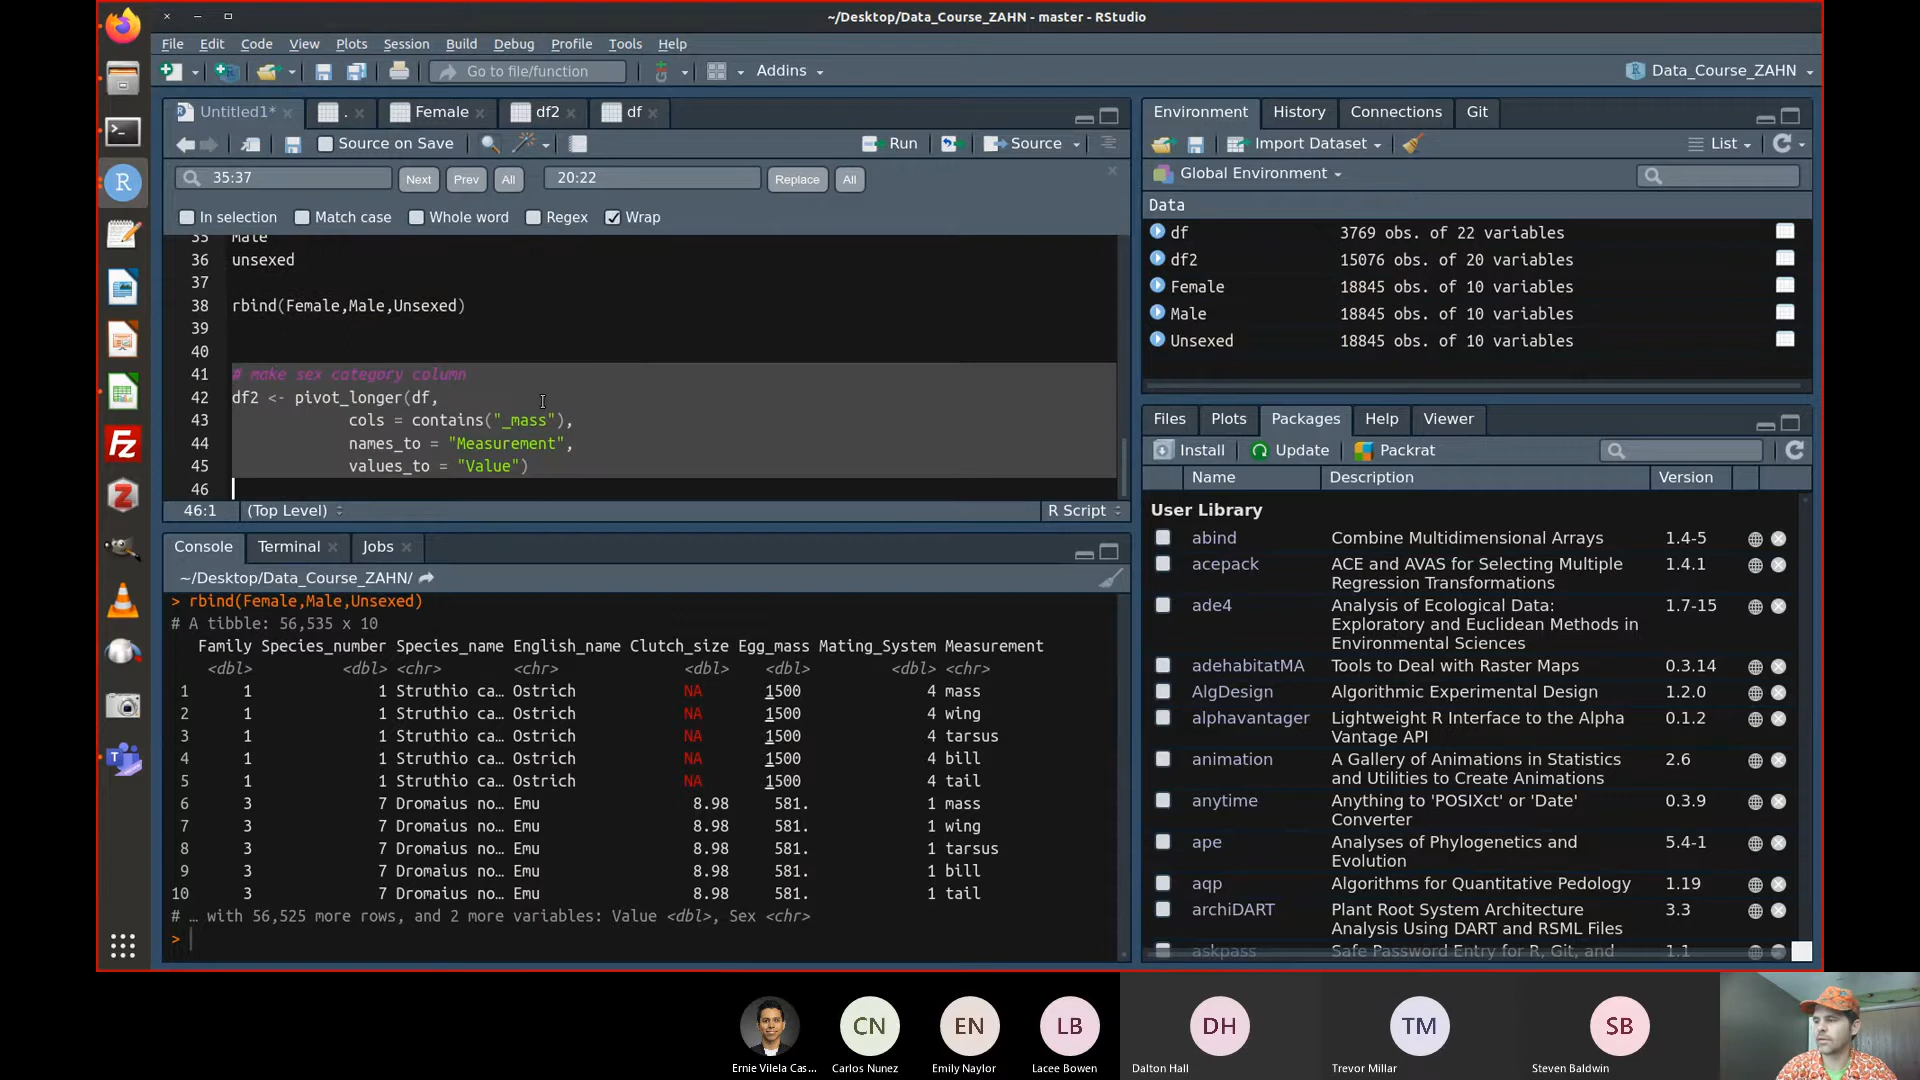 ~/Desktop/Data_Course_ZAHN - master - RStudio
File Edit Code View Plots Session Build Debug Profile Tools Help
Go to file/function Addins Data_Course_ZAHN
Untitled1* . Female df2 df
Source on Save Run Source
35:37 Next Prev All 20:22 Replace All
In selection Match case Whole word Regex Wrap
35 Male
36 unsexed
37
38 rbind(Female,Male,Unsexed)
39
40
41 # make sex category column
42 df2 <- pivot_longer(df,
43 cols = contains("_mass"),
44 names_to = "Measurement",
45 values_to = "Value")
46
46:1 (Top Level) R Script
Console Terminal Jobs
~/Desktop/Data_Course_ZAHN/
> rbind(Female,Male,Unsexed)
# A tibble: 56,535 x 10
Family Species_number Species_name English_name Clutch_size Egg_mass Mating_System Measurement
<dbl> <dbl> <chr> <chr> <dbl> <dbl> <dbl> <chr>
1 1 1 Struthio ca… Ostrich NA 1500 4 mass
2 1 1 Struthio ca… Ostrich NA 1500 4 wing
3 1 1 Struthio ca… Ostrich NA 1500 4 tarsus
4 1 1 Struthio ca… Ostrich NA 1500 4 bill
5 1 1 Struthio ca… Ostrich NA 1500 4 tail
6 3 7 Dromaius no… Emu 8.98 581. 1 mass
7 3 7 Dromaius no… Emu 8.98 581. 1 wing
8 3 7 Dromaius no… Emu 8.98 581. 1 tarsus
9 3 7 Dromaius no… Emu 8.98 581. 1 bill
10 3 7 Dromaius no… Emu 8.98 581. 1 tail
# … with 56,525 more rows, and 2 more variables: Value <dbl>, Sex <chr>
>
Environment History Connections Git
Import Dataset List
Global Environment
Data
df 3769 obs. of 22 variables
df2 15076 obs. of 20 variables
Female 18845 obs. of 10 variables
Male 18845 obs. of 10 variables
Unsexed 18845 obs. of 10 variables
Files Plots Packages Help Viewer
Install Update Packrat
Name Description Version
User Library
abind Combine Multidimensional Arrays 1.4-5
acepack ACE and AVAS for Selecting Multiple 1.4.1
Regression Transformations
ade4 Analysis of Ecological Data: 1.7-15
Exploratory and Euclidean Methods in
Environmental Sciences
adehabitatMA Tools to Deal with Raster Maps 0.3.14
AlgDesign Algorithmic Experimental Design 1.2.0
alphavantager Lightweight R Interface to the Alpha 0.1.2
Vantage API
animation A Gallery of Animations in Statistics 2.6
and Utilities to Create Animations
anytime Anything to 'POSIXct' or 'Date' 0.3.9
Converter
ape Analyses of Phylogenetics and 5.4-1
Evolution
aqp Algorithms for Quantitative Pedology 1.19
archiDART Plant Root System Architecture 3.3
Analysis Using DART and RSML Files
askpass Safe Password Entry for R, Git, and 1.1
CN EN LB DH TM SB
Ernie Vilela Cas... Carlos Nunez Emily Naylor Lacee Bowen Dalton Hall Trevor Millar Steven Baldwin